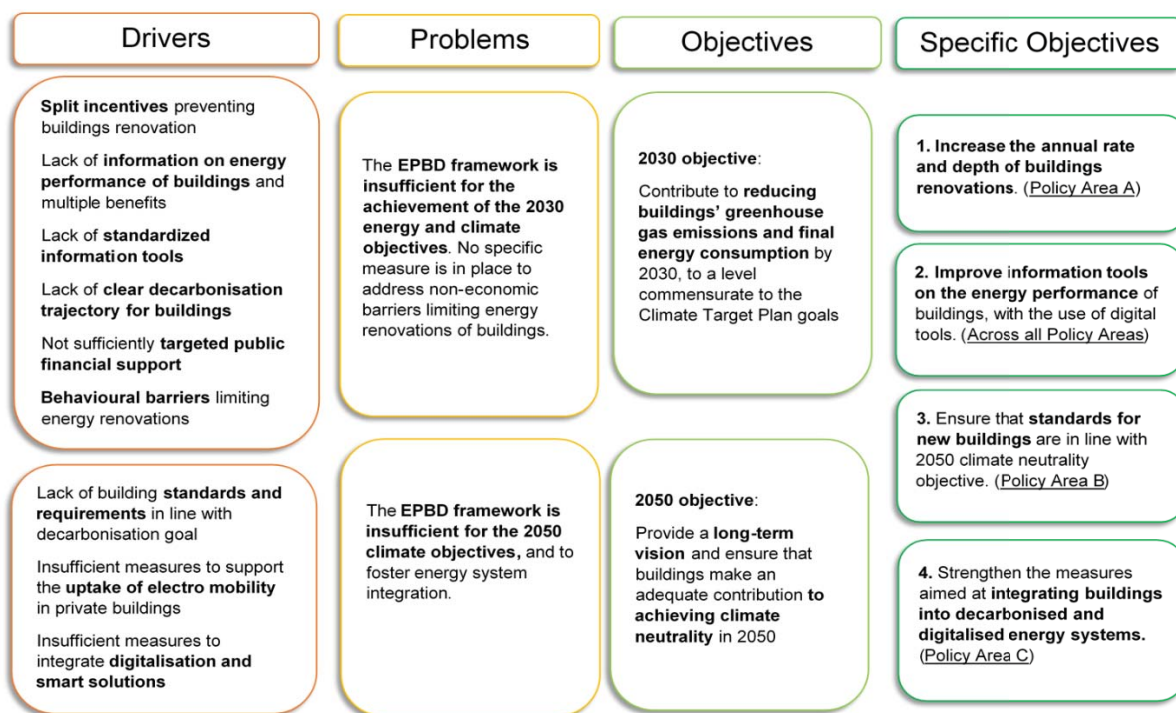 Drivers
Problems
Objectives
Specific Objectives
Split incentives preventing
buildings renovation
Lack of information on energy
performance of buildings and
multiple benefits
Lack of standardized
information tools
Lack of clear decarbonisation
trajectory for buildings
Not sufficiently targeted public
financial support
Behavioural barriers limiting
energy renovations
Lack of building standards and
requirements in line with
decarbonisation goal
Insufficient measures to support
the uptake of electro mobility
in private buildings
Insufficient measures to
integrate digitalisation and
smart solutions
The EPBD framework is
insufficient for the
achievement of the 2030
energy and climate
objectives. No specific
measure is in place to
address non-economic
barriers limiting energy
renovations of buildings.
The EPBD framework is
insufficient for the 2050
climate objectives, and to
foster energy system
integration.
2030 objective:
Contribute to reducing
buildings' greenhouse
gas emissions and final
energy consumption by
2030, to a level
commensurate to the
Climate Target Plan goals
2050 objective:
Provide a long-term
vision and ensure that
buildings make an
adequate contribution to
achieving climate
neutrality in 2050
1. Increase the annual rate
and depth of buildings
renovations. (Policy Area A)
2. Improve information tools
on the energy performance of
buildings, with the use of digital
tools. (Across all Policy Areas)
3. Ensure that standards for
new buildings are in line with
2050 climate neutrality
objective. (Policy Area B)
4. Strengthen the measures
aimed at integrating buildings
into decarbonised and
digitalised energy systems.
(Policy Area C)